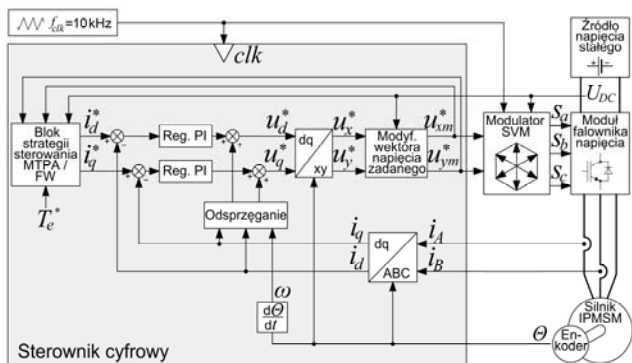 f_clk=10kHz
clk
Źródło
napięcia
stałego
U_DC
Blok
strategii
sterowania
MTPA /
FW
T_e^*
i_d^*
i_q^*
Reg. PI
Reg. PI
Odsprzęganie
u_d^*
u_q^*
dq
xy
u_x^*
u_y^*
Modyf.
wektóra
napięcia
zadanego
u_xm^*
u_ym^*
Modulator
SVM
S_a
S_b
S_c
Moduł
falownika
napięcia
i_q
i_d
dq
ABC
i_A
i_B
ω
dΘ
dt
Θ
Silnik
IPMSM
En-
koder
Sterownik cyfrowy